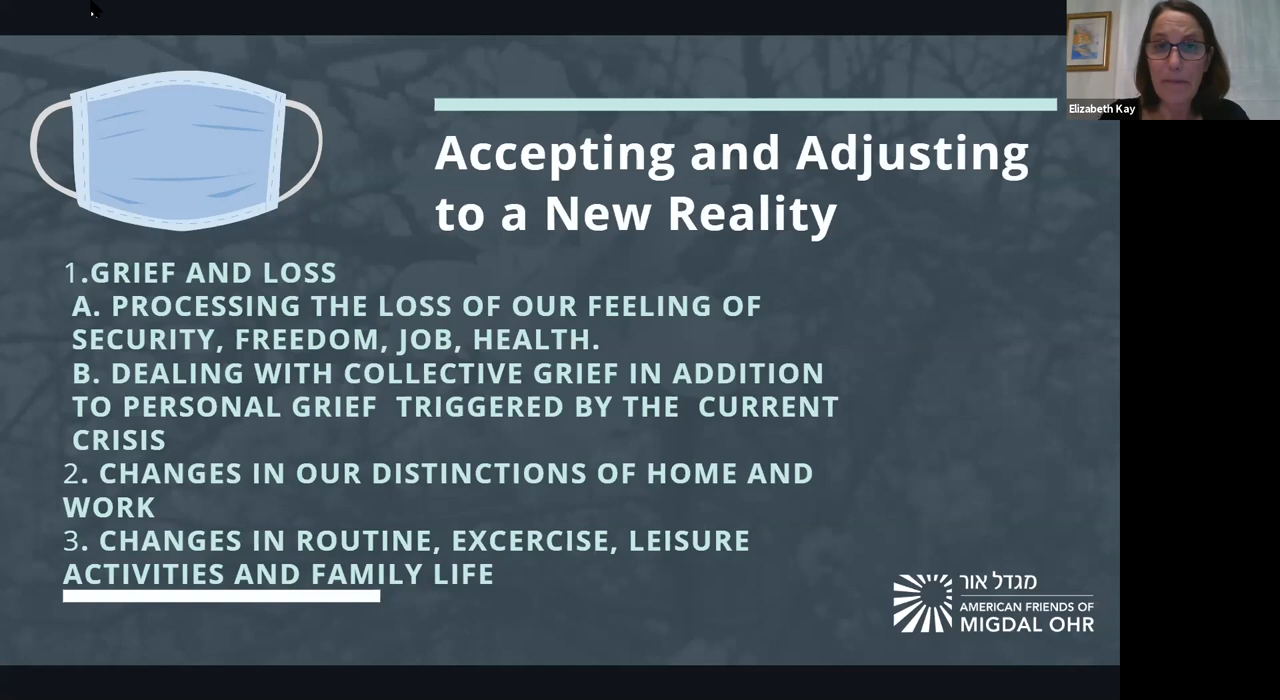 Elizabeth Kay
Accepting and Adjusting
to a New Reality
1.GRIEF AND LOSS
A. PROCESSING THE LOSS OF OUR FEELING OF
SECURITY, FREEDOM, JOB, HEALTH.
B. DEALING WITH COLLECTIVE GRIEF IN ADDITION
TO PERSONAL GRIEF  TRIGGERED BY THE  CURRENT
CRISIS
2. CHANGES IN OUR DISTINCTIONS OF HOME AND
WORK
3. CHANGES IN ROUTINE, EXCERCISE, LEISURE
ACTIVITIES AND FAMILY LIFE
מגדל אור
AMERICAN FRIENDS OF
MIGDAL OHR